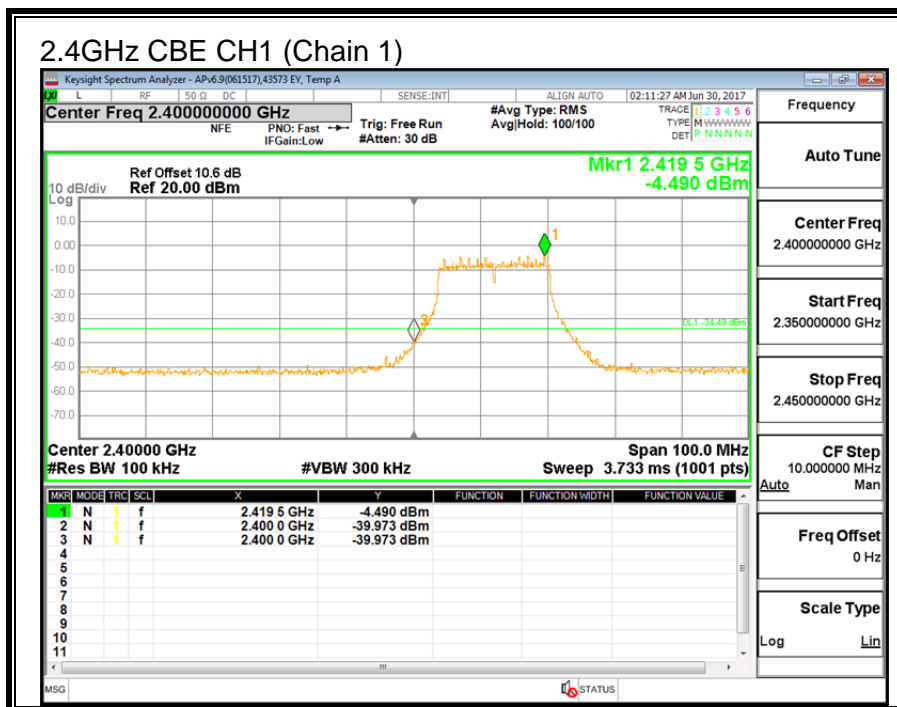 2.4GHz CBE CH1 (Chain 1)
Keysight Spectrum Analyzer - APv6.9(061517),43573 EY, Temp A
LXI L RF 50 Ω DC SENSE:INT ALIGN AUTO 02:11:27 AM Jun 30, 2017
Center Freq 2.400000000 GHz
NFE PNO: Fast IFGain:Low
Trig: Free Run
#Atten: 30 dB
#Avg Type: RMS
Avg|Hold: 100/100
TRACE 1 2 3 4 5 6
TYPE M WWWWW
DET P N N N N N
Mkr1 2.419 5 GHz
-4.490 dBm
Ref Offset 10.6 dB
10 dB/div Ref 20.00 dBm
Log
10.0
0.00
-10.0
-20.0
-30.0
-40.0
-50.0
-60.0
-70.0
1
3
DL1 -34.49 dBm
Center 2.40000 GHz Span 100.0 MHz
#Res BW 100 kHz #VBW 300 kHz Sweep 3.733 ms (1001 pts)
MKR MODE TRC SCL X Y FUNCTION FUNCTION WIDTH FUNCTION VALUE
1 N 1 f 2.419 5 GHz -4.490 dBm
2 N 1 f 2.400 0 GHz -39.973 dBm
3 N 1 f 2.400 0 GHz -39.973 dBm
4
5
6
7
8
9
10
11
MSG STATUS
Frequency
Auto Tune
Center Freq
2.400000000 GHz
Start Freq
2.350000000 GHz
Stop Freq
2.450000000 GHz
CF Step
10.000000 MHz
Auto Man
Freq Offset
0 Hz
Scale Type
Log Lin